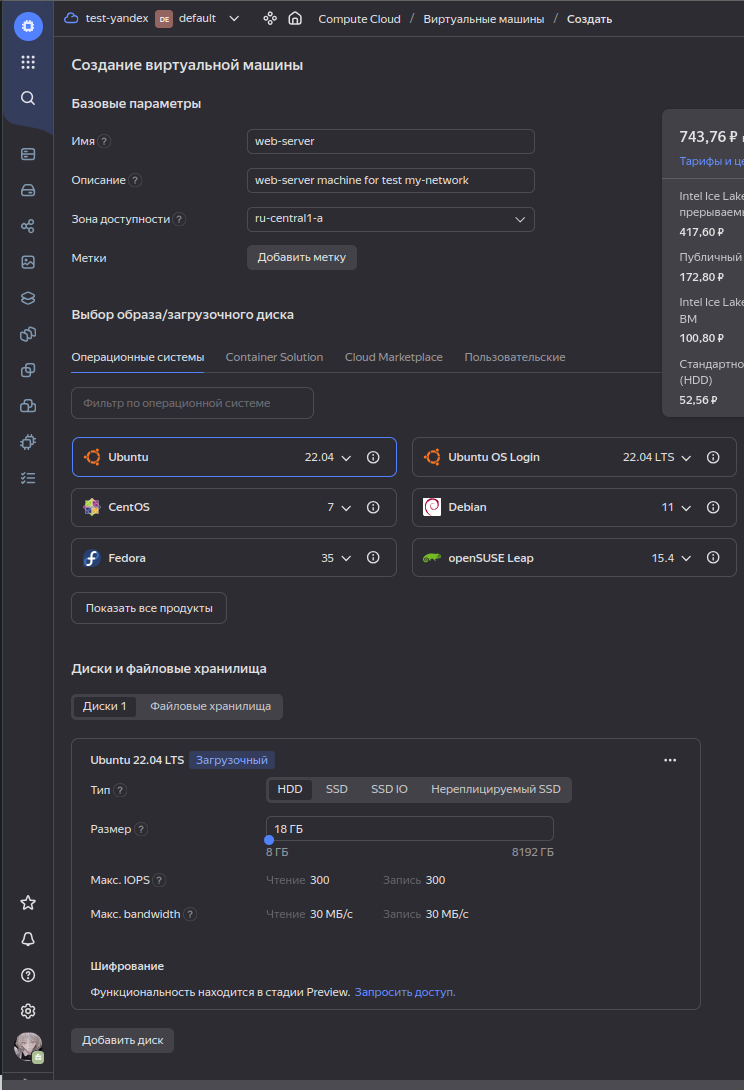 test-yandex DE default Compute Cloud / Виртуальные машины / Создать
Создание виртуальной машины
Базовые параметры
Имя ?
web-server
Описание ?
web-server machine for test my-network
Зона доступности ?
ru-central1-a
Метки
Добавить метку
743,76 ₽
Тарифы и це
Intel Ice Lake
прерываемы
417,60 ₽
Публичный
172,80 ₽
Intel Ice Lake
ВМ
100,80 ₽
Стандартно
(HDD)
52,56 ₽
Выбор образа/загрузочного диска
Операционные системы Container Solution Cloud Marketplace Пользовательские
Фильтр по операционной системе
Ubuntu 22.04
Ubuntu OS Login 22.04 LTS
CentOS 7
Debian 11
Fedora 35
openSUSE Leap 15.4
Показать все продукты
Диски и файловые хранилища
Диски 1 Файловые хранилища
Ubuntu 22.04 LTS Загрузочный
Тип ? HDD SSD SSD IO Нереплицируемый SSD
Размер ? 18 ГБ
8 ГБ 8192 ГБ
Макс. IOPS ? Чтение 300 Запись 300
Макс. bandwidth ? Чтение 30 МБ/с Запись 30 МБ/с
Шифрование
Функциональность находится в стадии Preview. Запросить доступ.
Добавить диск